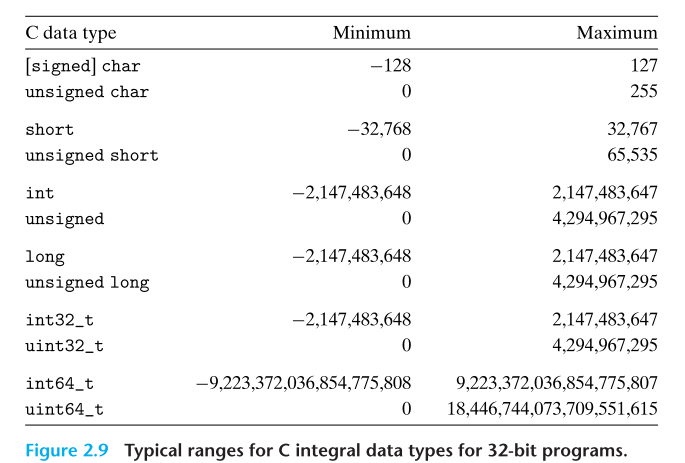 C data type Minimum Maximum
[signed] char −128 127
unsigned char 0 255
short −32,768 32,767
unsigned short 0 65,535
int −2,147,483,648 2,147,483,647
unsigned 0 4,294,967,295
long −2,147,483,648 2,147,483,647
unsigned long 0 4,294,967,295
int32_t −2,147,483,648 2,147,483,647
uint32_t 0 4,294,967,295
int64_t −9,223,372,036,854,775,808 9,223,372,036,854,775,807
uint64_t 0 18,446,744,073,709,551,615
Figure 2.9 Typical ranges for C integral data types for 32-bit programs.